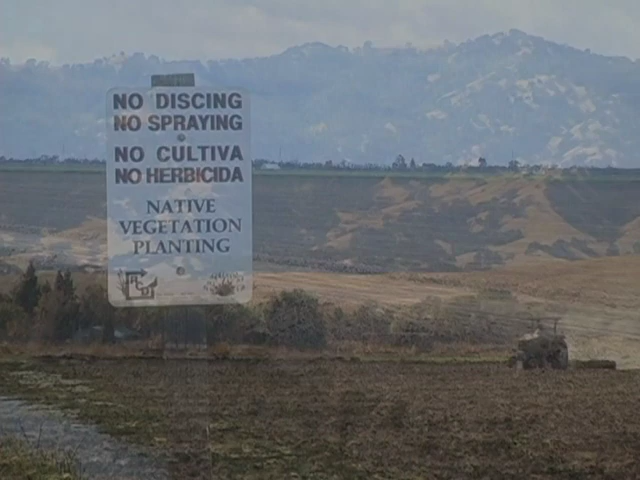 NO DISCING
NO SPRAYING
NO CULTIVA
NO HERBICIDA
NATIVE
VEGETATION
PLANTING